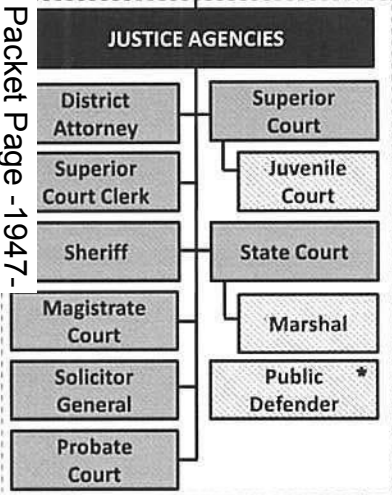 JUSTICE AGENCIES
District
Attorney
Superior
Court
Superior
Court Clerk
Juvenile
Court
Sheriff
State Court
Magistrate
Court
Marshal
Solicitor
General
Public *
Defender
Probate
Court
Packet Page -1947-